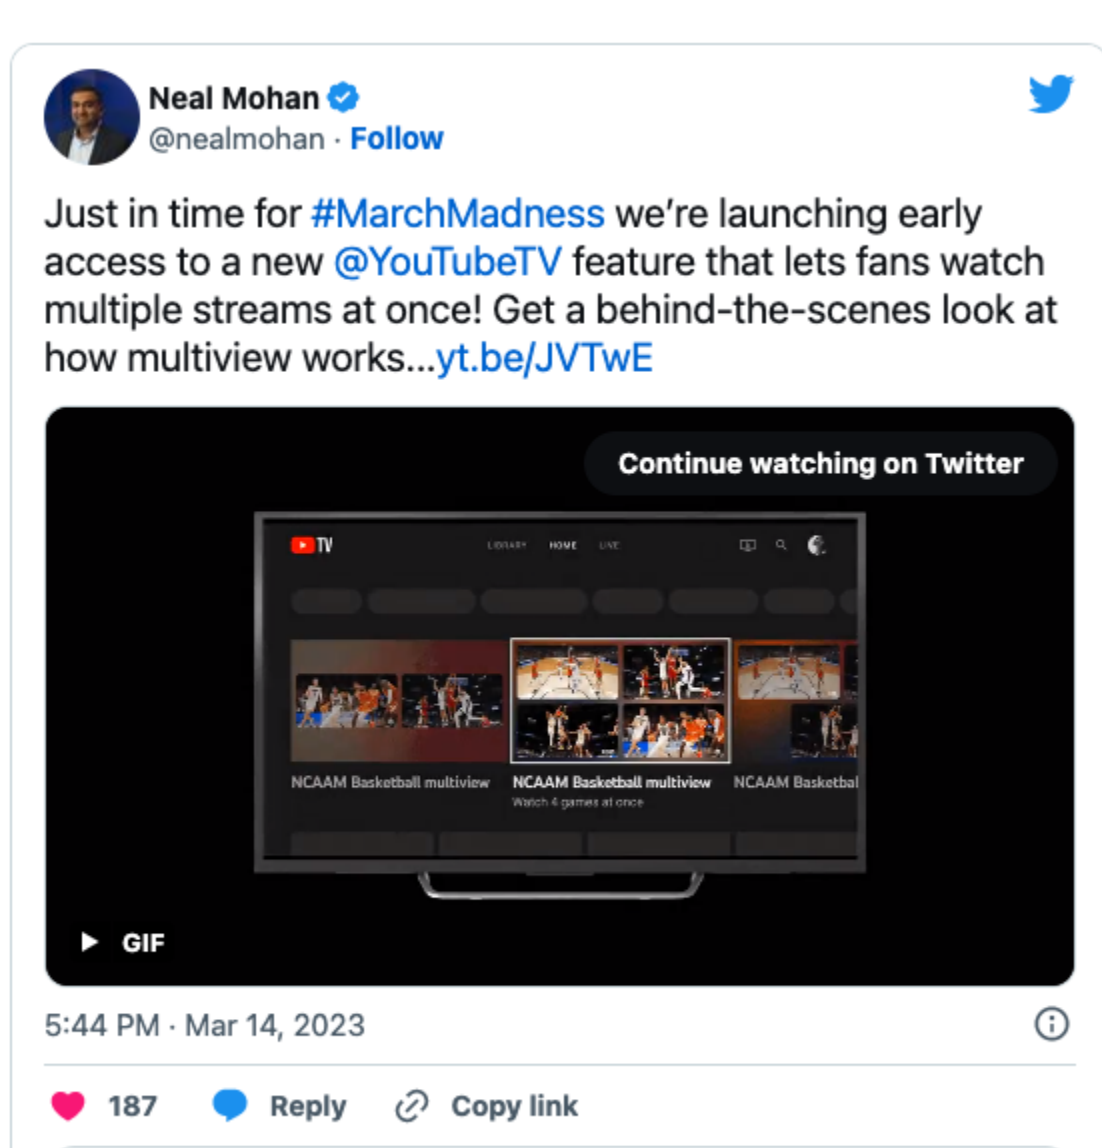 Neal Mohan
@nealmohan · Follow
Just in time for #MarchMadness we're launching early
access to a new @YouTubeTV feature that lets fans watch
multiple streams at once! Get a behind-the-scenes look at
how multiview works...yt.be/JVTwE
Continue watching on Twitter
TV
LIBRARY HOME LIVE
NCAAM Basketball multiview
NCAAM Basketball multiview
Watch 4 games at once
NCAAM Basketbal
GIF
5:44 PM · Mar 14, 2023
187 Reply Copy link